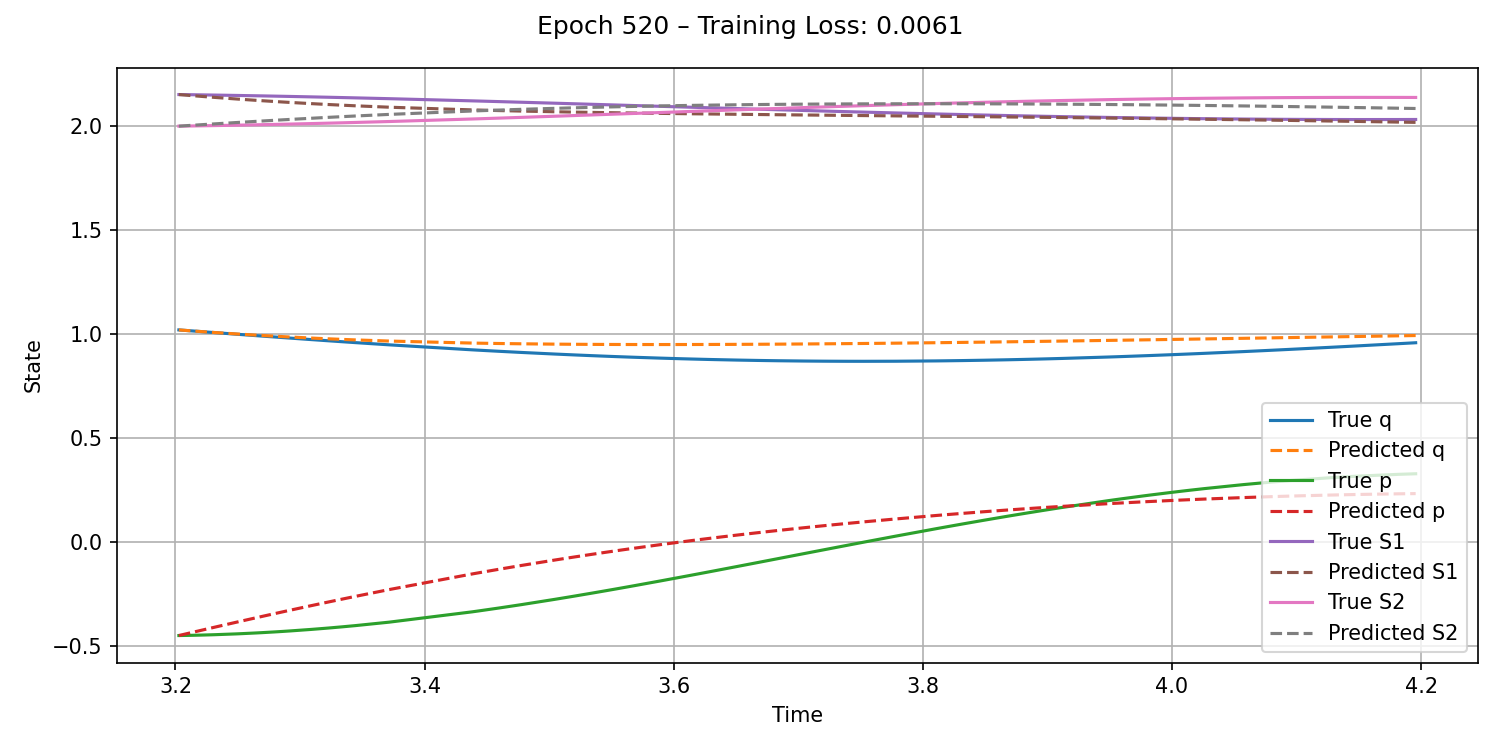 Epoch 520 – Training Loss: 0.0061
State
2.0
1.5
1.0
0.5
0.0
−0.5
3.2
3.4
3.6
3.8
4.0
4.2
Time
True q
Predicted q
True p
Predicted p
True S1
Predicted S1
True S2
Predicted S2